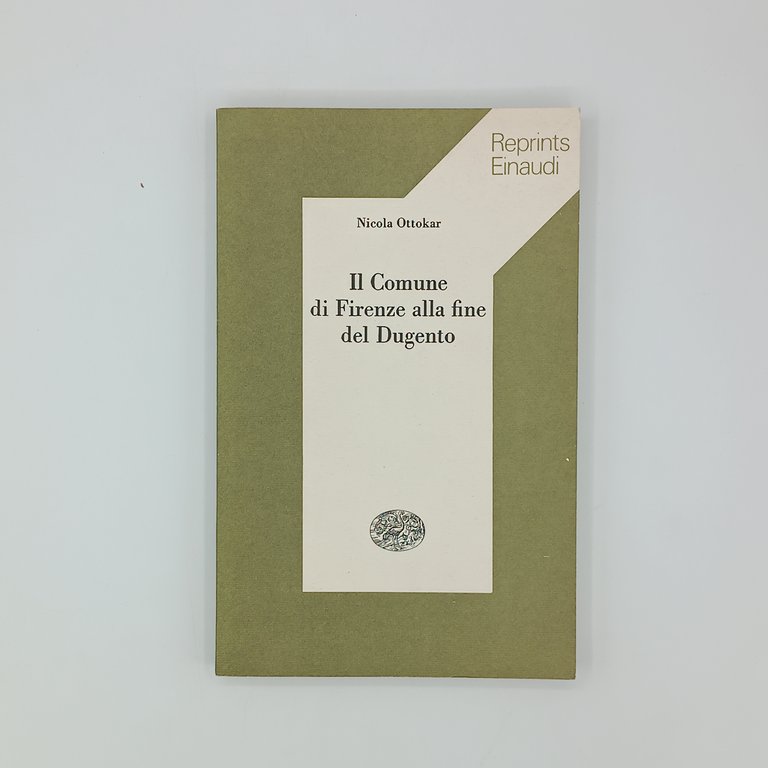 Reprints
Einaudi
Nicola Ottokar
Il Comune
di Firenze alla fine
del Dugento